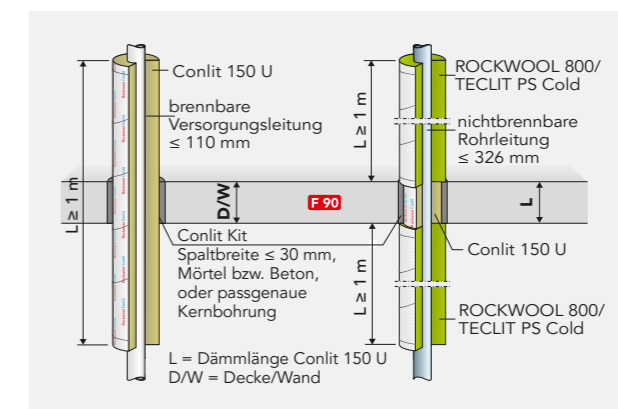 Conlit 150 U
brennbare
Versorgungsleitung
≤ 110 mm
ROCKWOOL 800/
TECLIT PS Cold
nichtbrennbare
Rohrleitung
≤ 326 mm
L ≥ 1 m
L ≥ 1 m
D/W
F 90
L
Conlit Kit
Spaltbreite ≤ 30 mm,
Mörtel bzw. Beton,
oder passgenaue
Kernbohrung
L ≥ 1 m
Conlit 150 U
ROCKWOOL 800/
TECLIT PS Cold
L = Dämmlänge Conlit 150 U
D/W = Decke/Wand